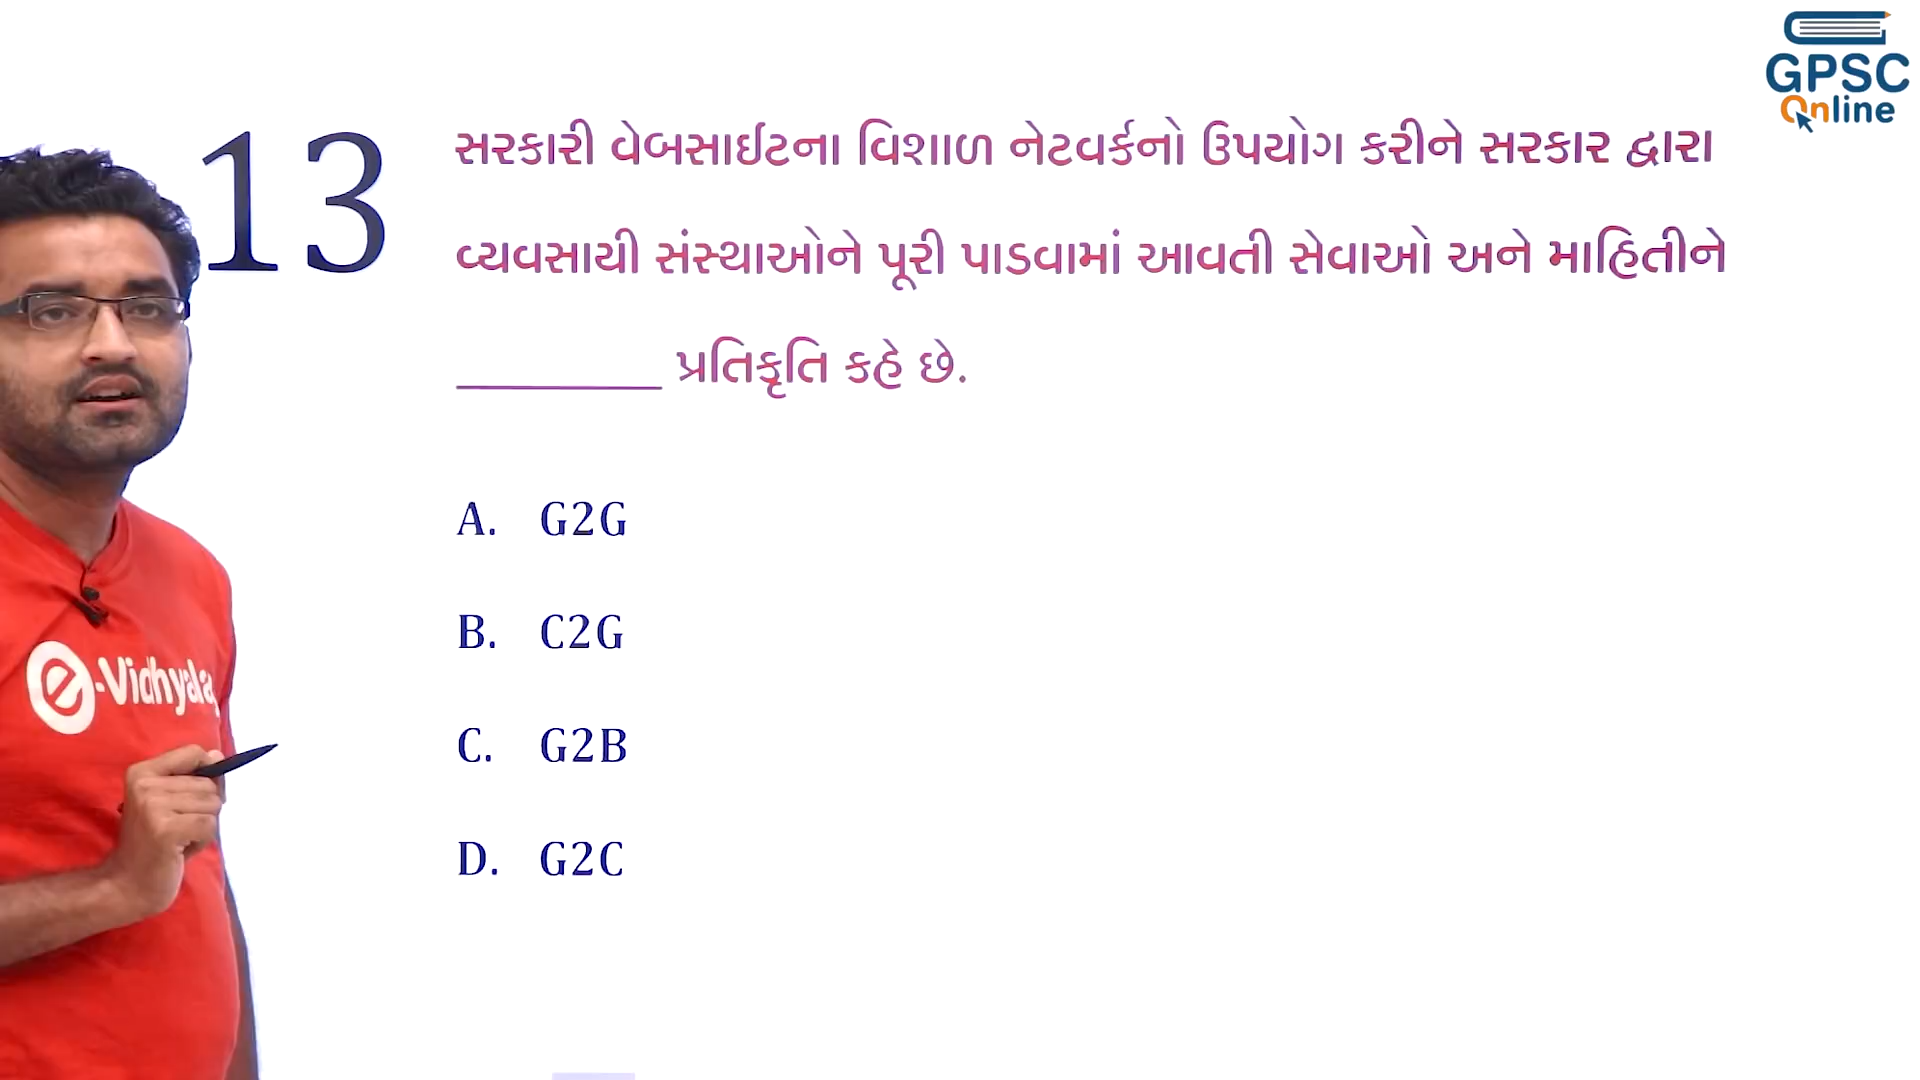 GPSC
Online
13
સરકારી વેબસાઈટના વિશાળ નેટવર્કનો ઉપયોગ કરીને સરકાર દ્વારા
વ્યવસાયી સંસ્થાઓને પૂરી પાડવામાં આવતી સેવાઓ અને માહિતીને
_________ પ્રતિકૃતિ કહે છે.
A. G2G
B. C2G
C. G2B
D. G2C
e-Vidhyala